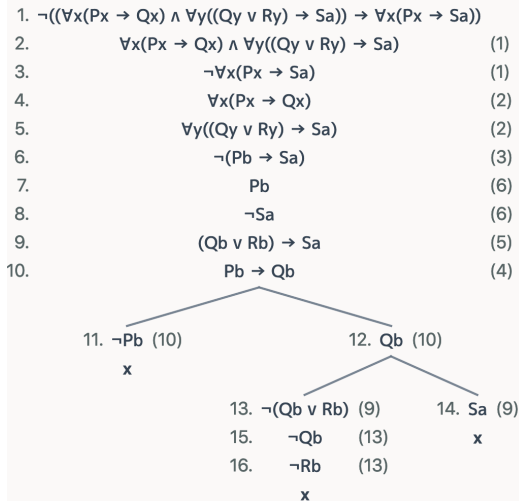 1. ¬((∀x(Px → Qx) ∧ ∀y((Qy v Ry) → Sa)) → ∀x(Px → Sa))
2. ∀x(Px → Qx) ∧ ∀y((Qy v Ry) → Sa) (1)
3. ¬∀x(Px → Sa) (1)
4. ∀x(Px → Qx) (2)
5. ∀y((Qy v Ry) → Sa) (2)
6. ¬(Pb → Sa) (3)
7. Pb (6)
8. ¬Sa (6)
9. (Qb v Rb) → Sa (5)
10. Pb → Qb (4)
11. ¬Pb (10) 12. Qb (10)
x
13. ¬(Qb v Rb) (9) 14. Sa (9)
15. ¬Qb (13) x
16. ¬Rb (13)
x